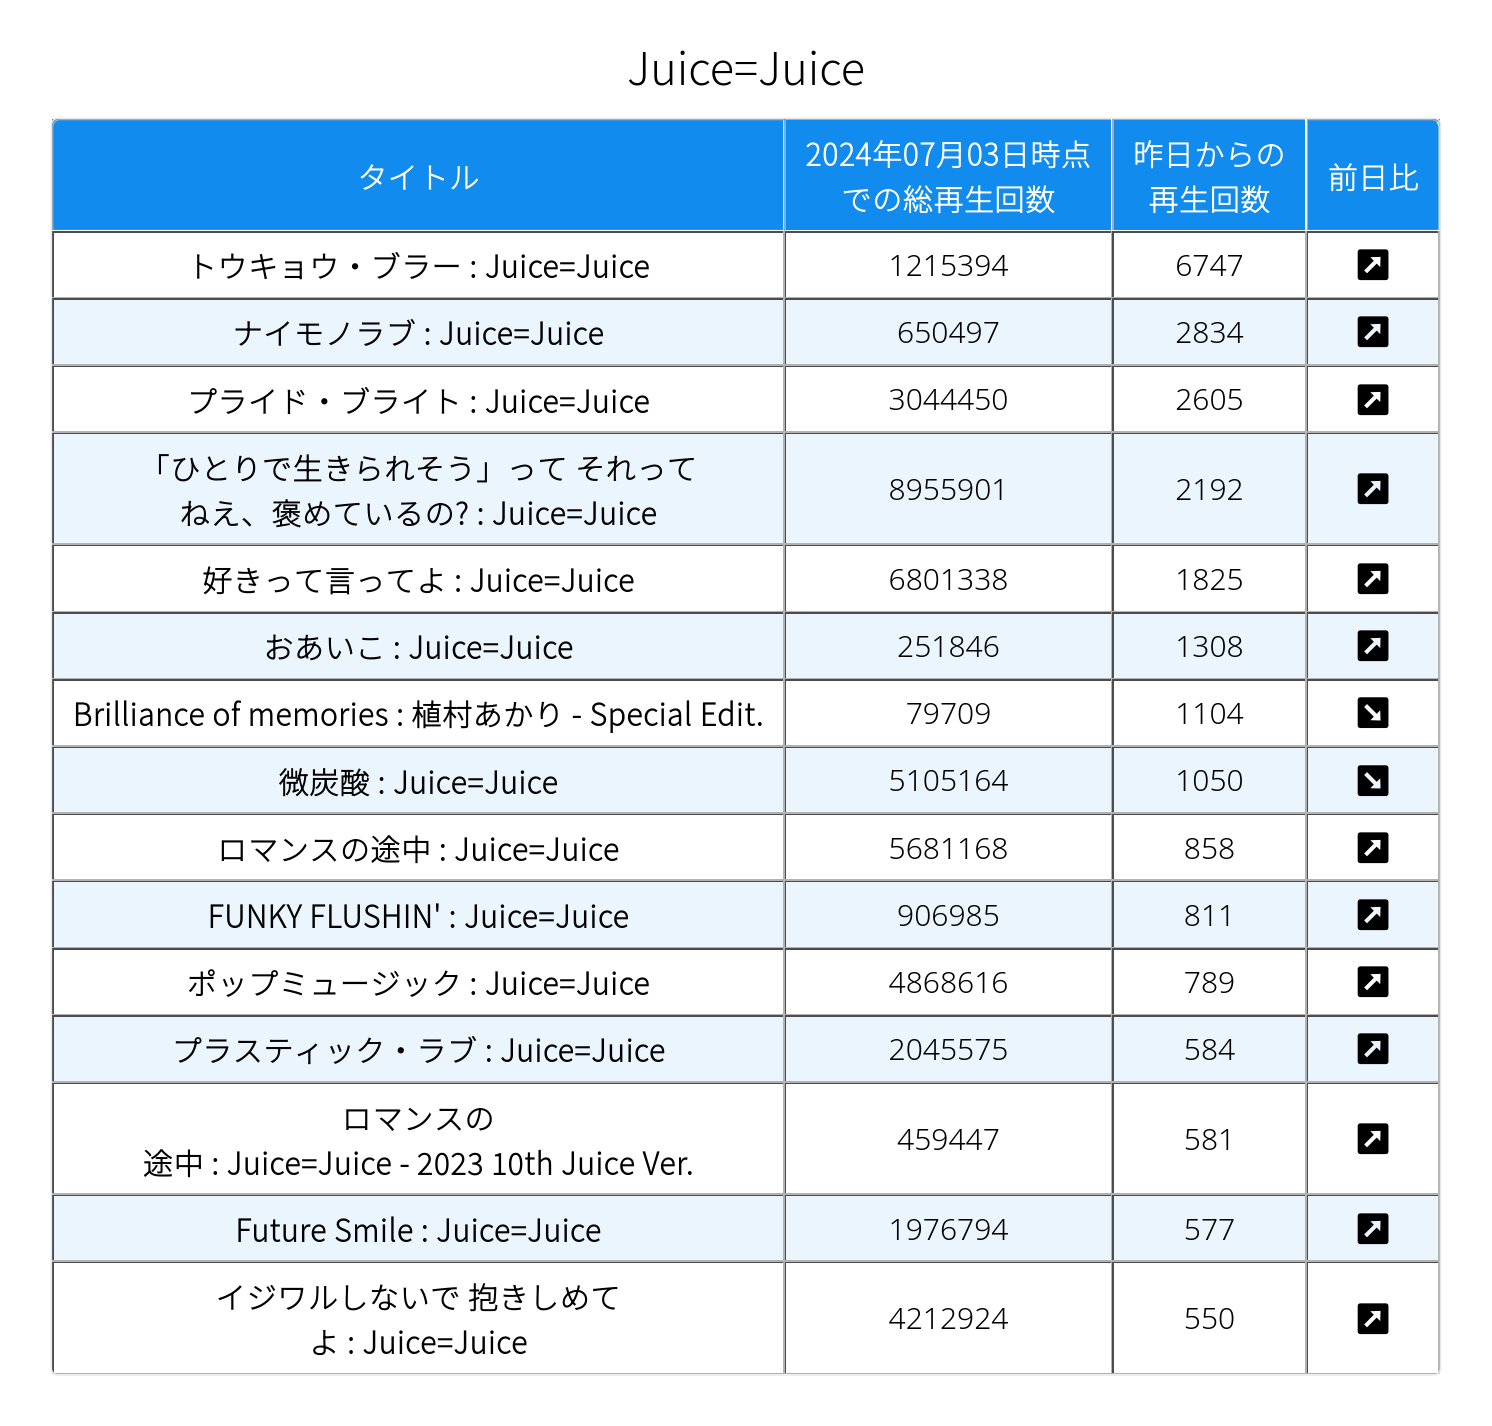 Juice=Juice
タイトル
2024年07月03日時点
での総再生回数
昨日からの
再生回数
前日比
トウキョウ・ブラー : Juice=Juice 1215394 6747
ナイモノラブ : Juice=Juice 650497 2834
プライド・ブライト : Juice=Juice 3044450 2605
「ひとりで生きられそう」って それって
ねえ、褒めているの? : Juice=Juice 8955901 2192
好きって言ってよ : Juice=Juice 6801338 1825
おあいこ : Juice=Juice 251846 1308
Brilliance of memories : 植村あかり - Special Edit. 79709 1104
微炭酸 : Juice=Juice 5105164 1050
ロマンスの途中 : Juice=Juice 5681168 858
FUNKY FLUSHIN' : Juice=Juice 906985 811
ポップミュージック : Juice=Juice 4868616 789
プラスティック・ラブ : Juice=Juice 2045575 584
ロマンスの
途中 : Juice=Juice - 2023 10th Juice Ver. 459447 581
Future Smile : Juice=Juice 1976794 577
イジワルしないで 抱きしめて
よ : Juice=Juice 4212924 550